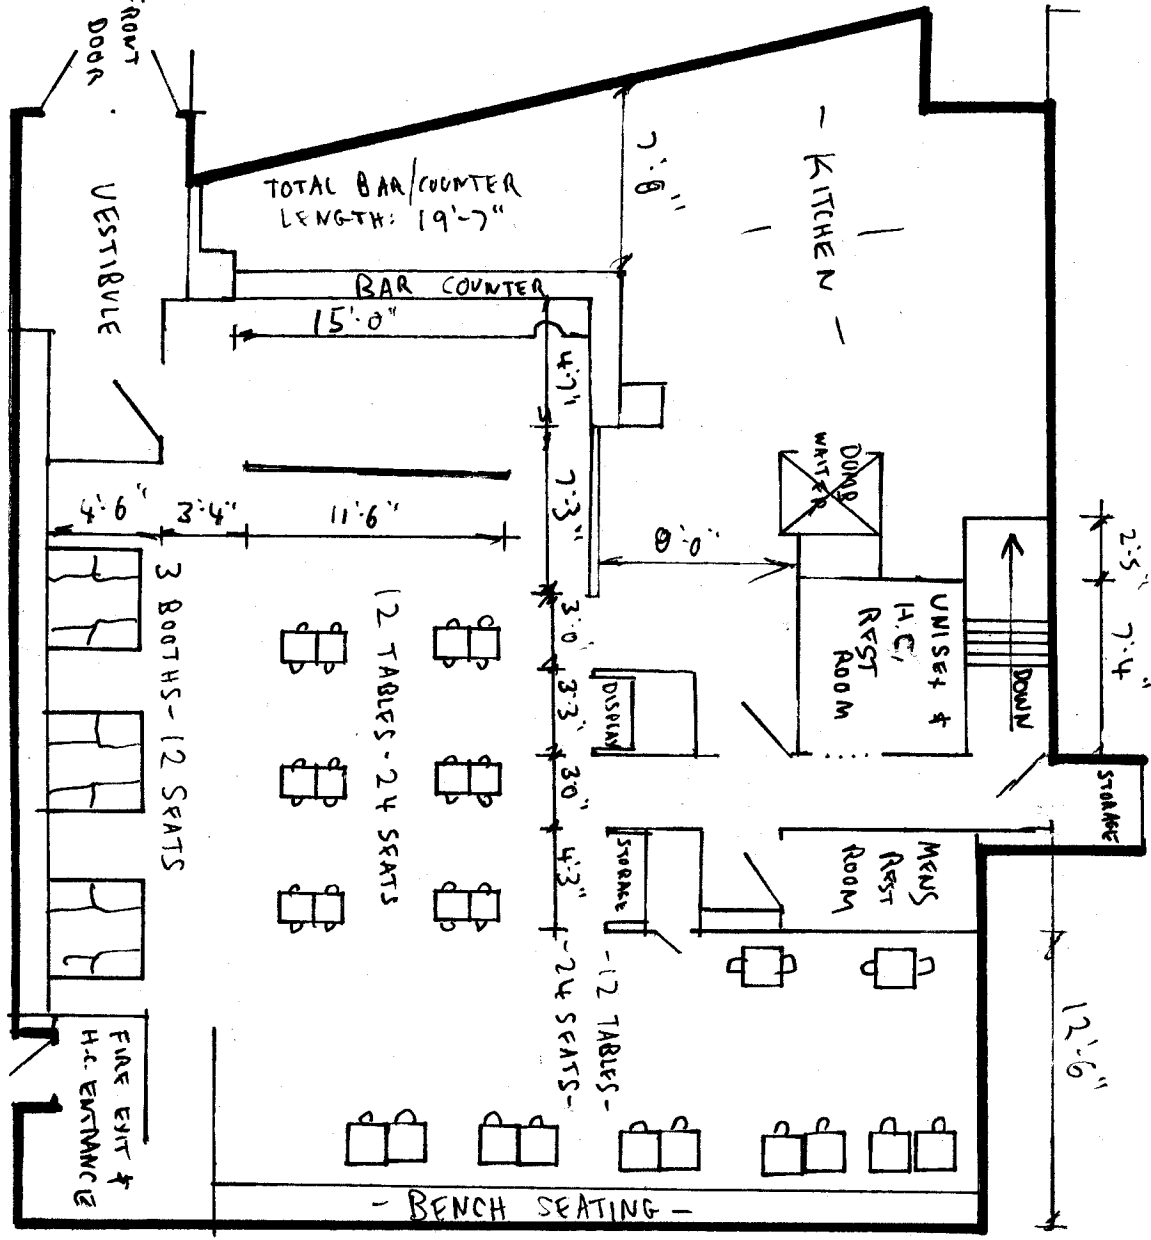 FRONT
DOOR
VESTIBULE
TOTAL BAR/COUNTER
LENGTH: 19'-7"
7'-8"
- KITCHEN -
BAR COUNTER
15'-0"
4'-7"
7'-3"
DUMB
WAITER
4'-6"
3'-4"
11'-6"
8'-0"
2'-5"
7'-4"
3 BOOTHS - 12 SEATS
12 TABLES - 24 SEATS
3'-0"
3'-3"
3'0"
4'-3"
DISPLAY
UNISEX &
H.C.
REST
ROOM
DOWN
STORAGE
STORAGE
MENS
REST
ROOM
- 12 TABLES -
- 24 SEATS -
12'-6"
FIRE EXIT &
H.C. ENTRANCE
- BENCH SEATING -